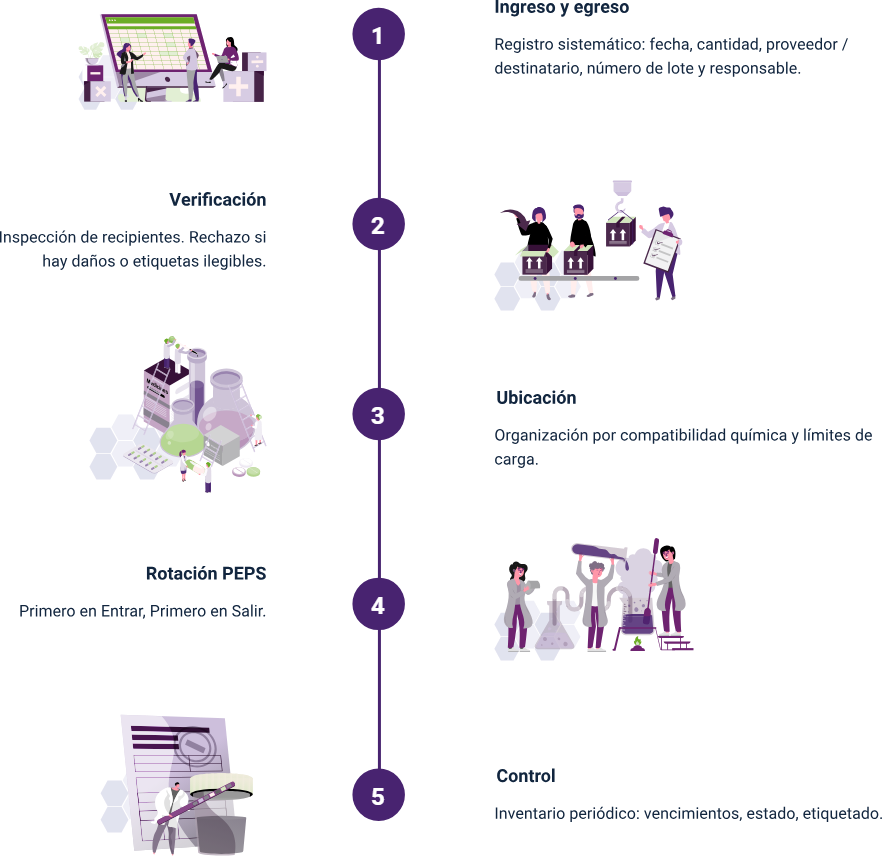 Ingreso y egreso
1
Registro sistemático: fecha, cantidad, proveedor /
destinatario, número de lote y responsable.
Verificación
2
Inspección de recipientes. Rechazo si
hay daños o etiquetas ilegibles.
3
Ubicación
Organización por compatibilidad química y límites de
carga.
Rotación PEPS
4
Primero en Entrar, Primero en Salir.
5
Control
Inventario periódico: vencimientos, estado, etiquetado.